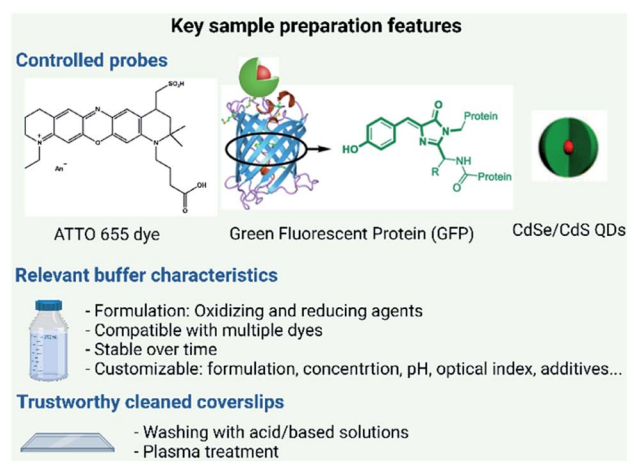 Key sample preparation features
Controlled probes
SO₃H
N
N⁺
O
N
An⁻
OH
O
O
Protein
N
HO
N
NH
R
O
Protein
ATTO 655 dye
Green Fluorescent Protein (GFP)
CdSe/CdS QDs
Relevant buffer characteristics
- Formulation: Oxidizing and reducing agents
- Compatible with multiple dyes
- Stable over time
- Customizable: formulation, concentrtion, pH, optical index, additives...
Trustworthy cleaned coverslips
- Washing with acid/based solutions
- Plasma treatment